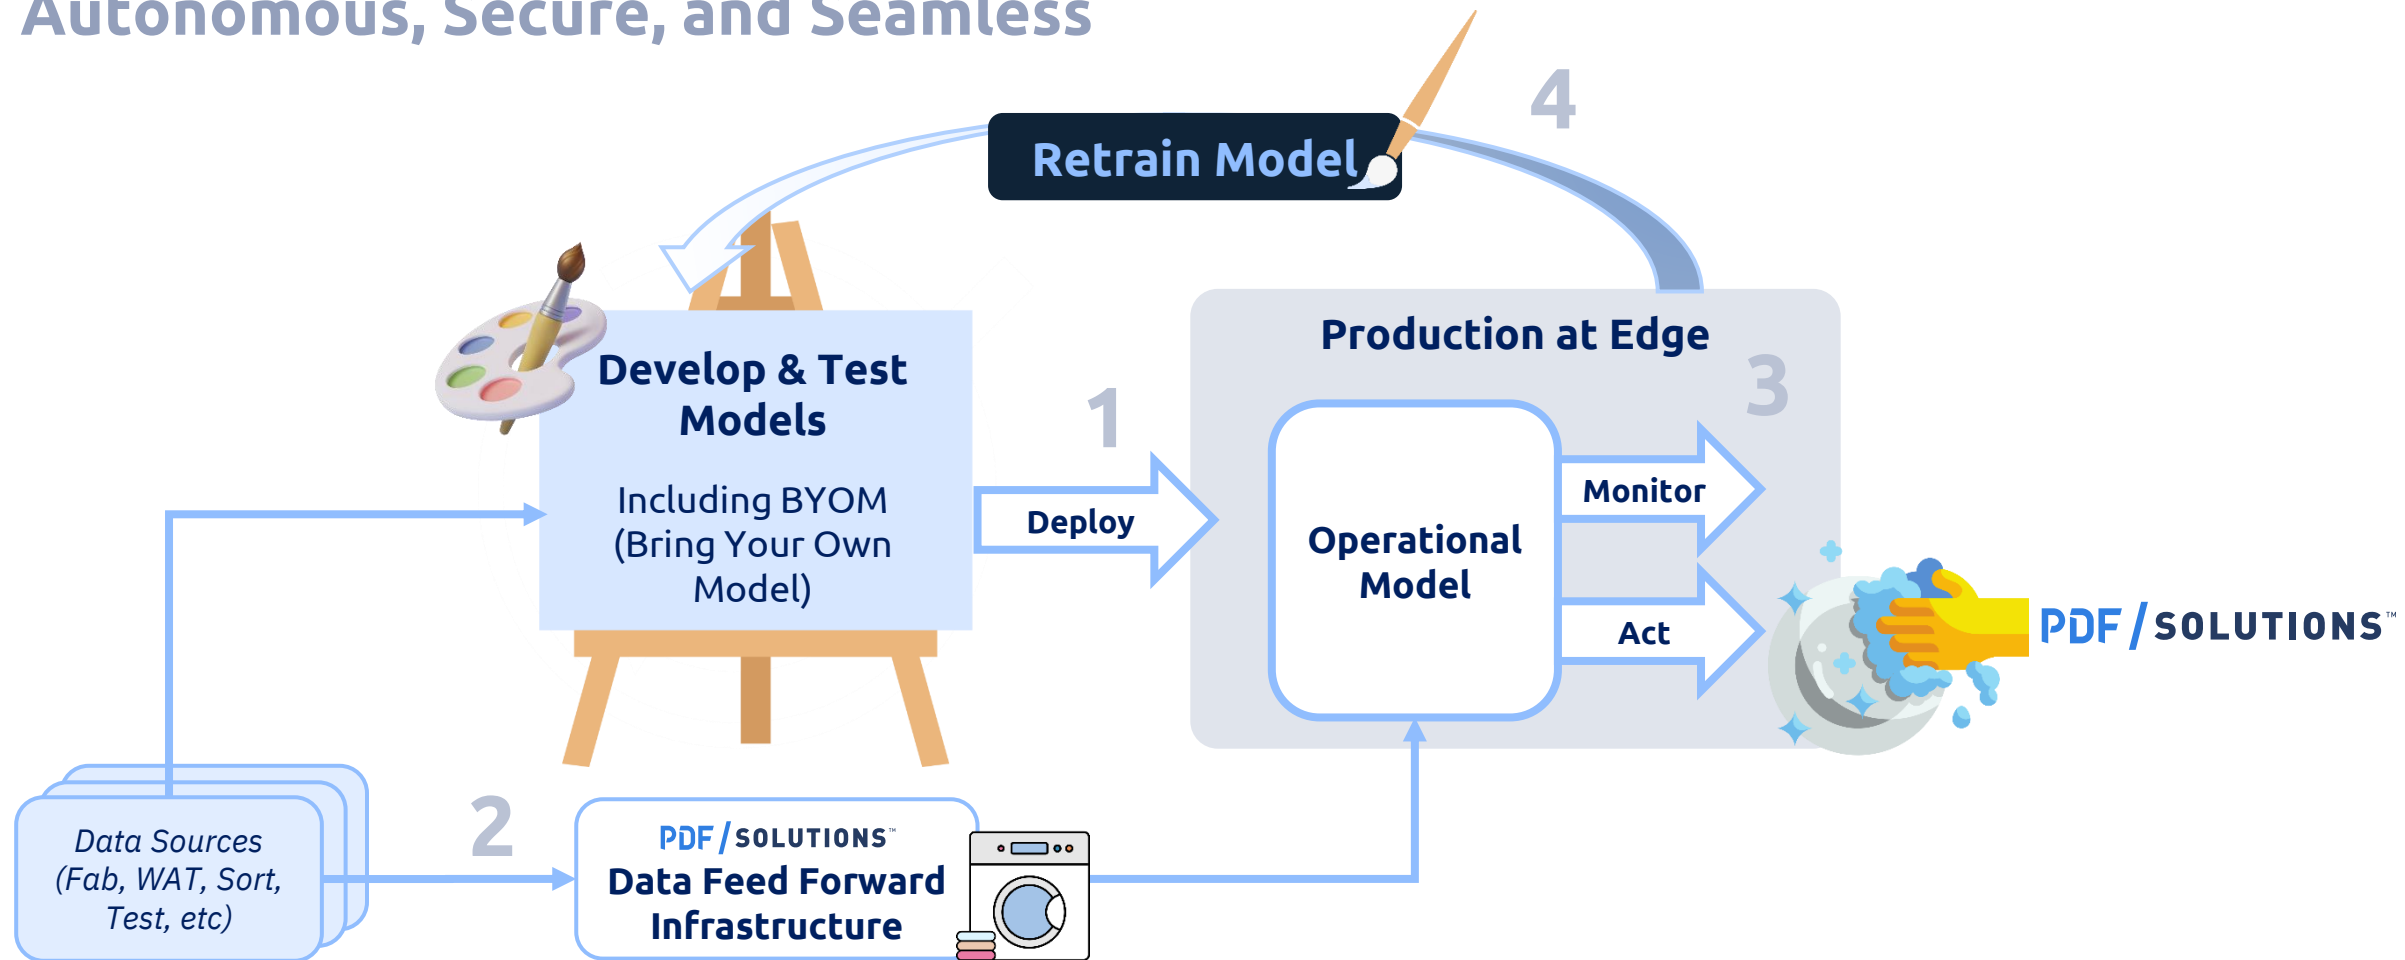 Autonomous, Secure, and Seamless
4
Retrain Model
Production at Edge
3
Develop & Test
Models
Including BYOM
(Bring Your Own
Model)
1
Deploy
Operational
Model
Monitor
Act
PDF/SOLUTIONS™
2
Data Sources
(Fab, WAT, Sort,
Test, etc)
PDF/SOLUTIONS™
Data Feed Forward
Infrastructure